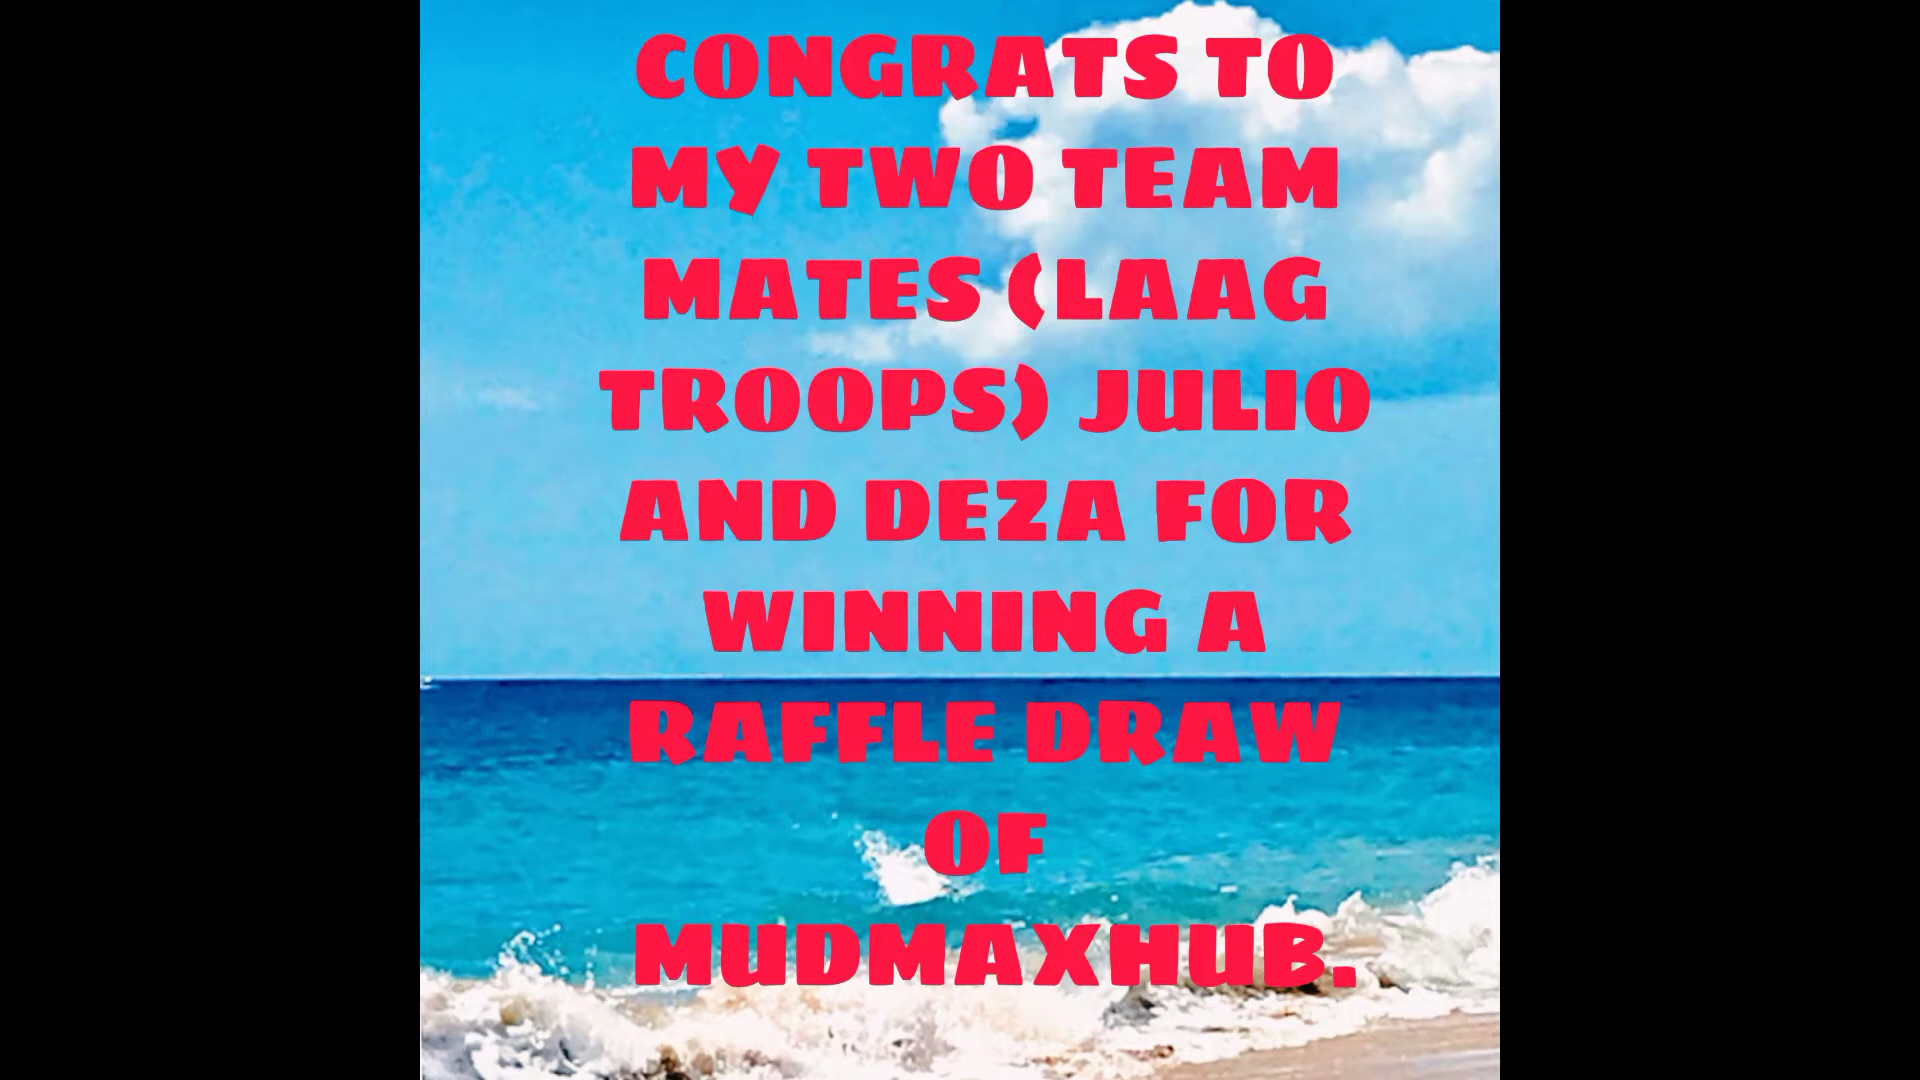 CONGRATS TO
MY TWO TEAM
MATES (LAAG
TROOPS) JULIO
AND DEZA FOR
WINNING A
RAFFLE DRAW
OF
MUDMAXHUB.